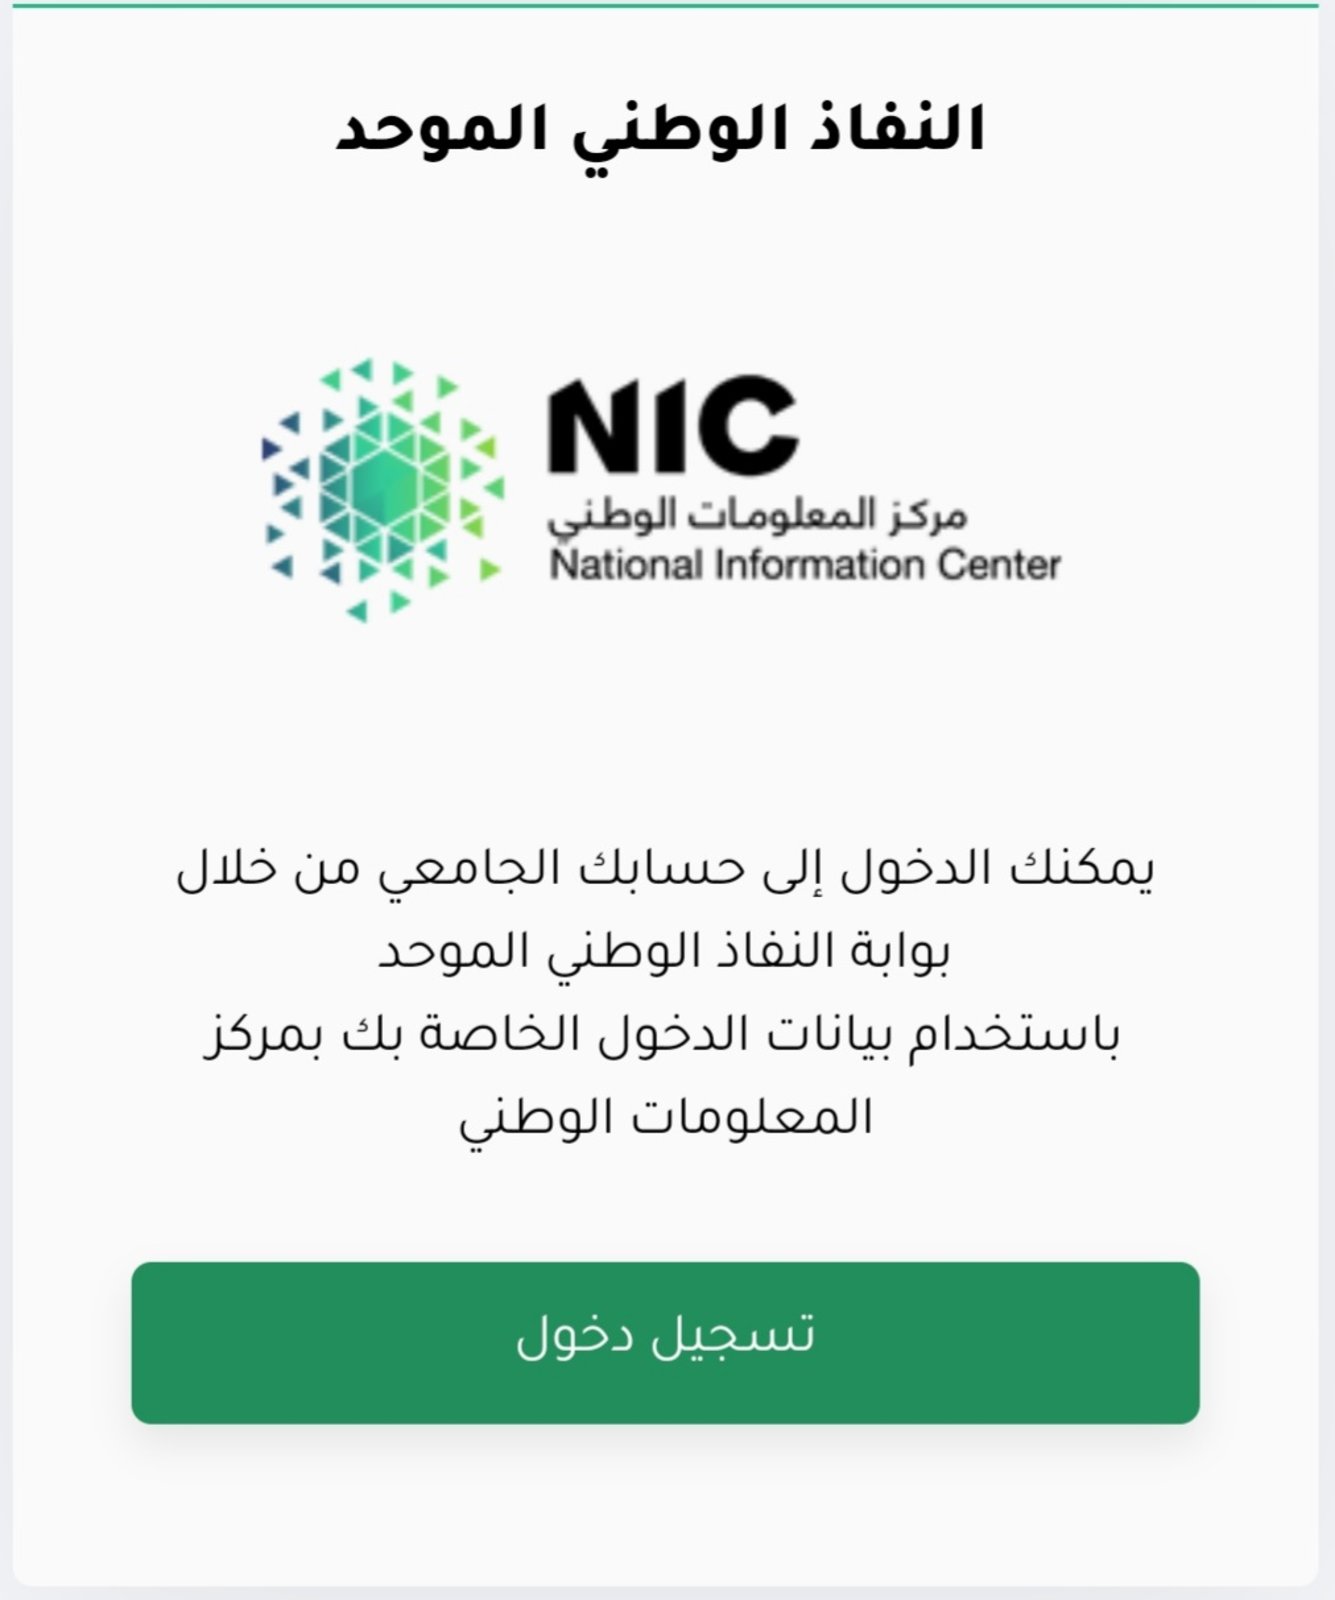 النفاذ الوطني الموحد
NIC
مركز المعلومات الوطني
National Information Center
يمكنك الدخول إلى حسابك الجامعي من خلال
بوابة النفاذ الوطني الموحد
باستخدام بيانات الدخول الخاصة بك بمركز
المعلومات الوطني
تسجيل دخول